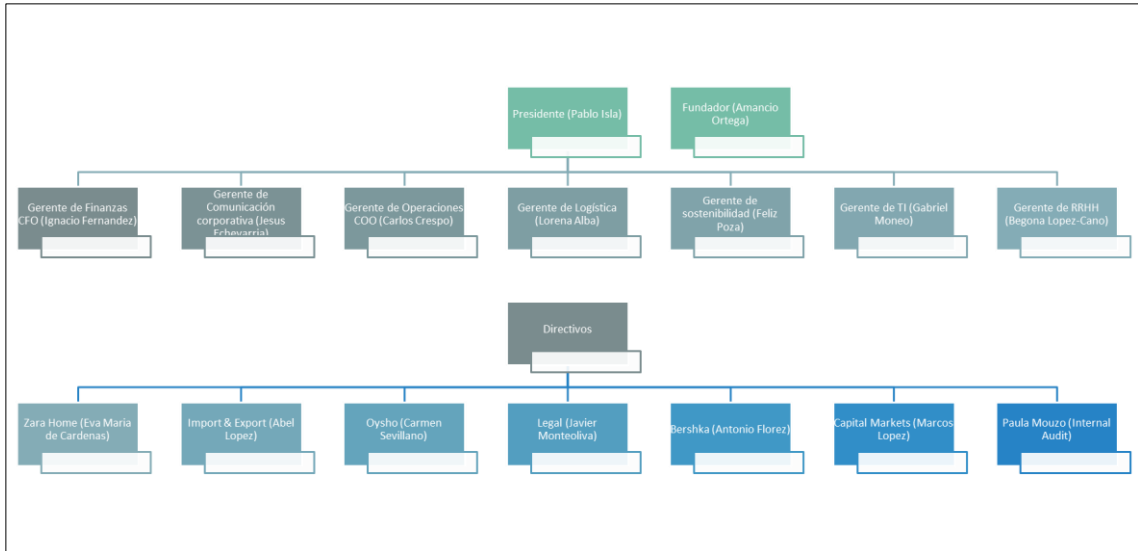 Presidente (Pablo Isla)
Fundador (Amancio
Ortega)
Gerente de Finanzas
CFO (Ignacio Fernandez)
Gerente de
Comunicación
corporativa (Jesus
Echevarria)
Gerente de Operaciones
COO (Carlos Crespo)
Gerente de Logística
(Lorena Alba)
Gerente de
sostenibilidad (Feliz
Poza)
Gerente de TI (Gabriel
Moneo)
Gerente de RRHH
(Begona Lopez-Cano)
Directivos
Zara Home (Eva Maria
de Cardenas)
Import & Export (Abel
Lopez)
Oysho (Carmen
Sevillano)
Legal (Javier
Monteoliva)
Bershka (Antonio Florez)
Capital Markets (Marcos
Lopez)
Paula Mouzo (Internal
Audit)